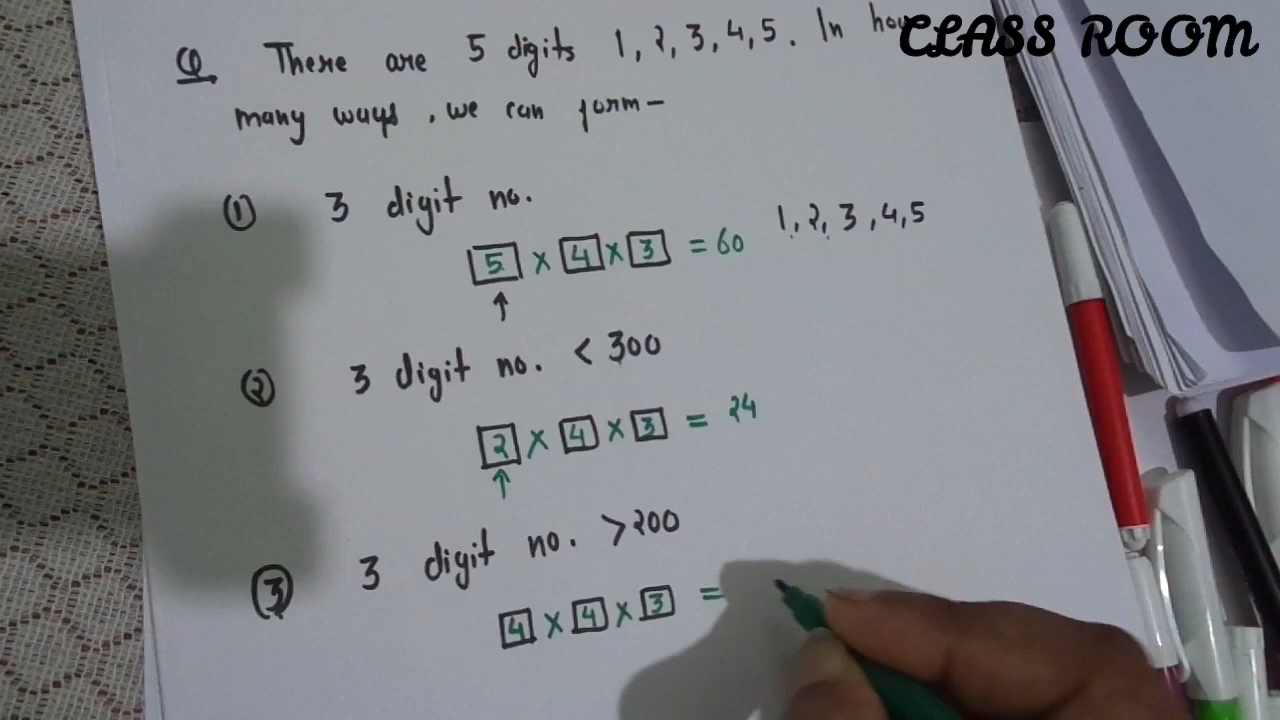 CLASS ROOM
Q There are 5 digits 1, 2, 3, 4, 5. In how
many ways, we can form-
(1) 3 digit no.
1, 2, 3, 4, 5
5 × 4 × 3 = 60
↑
(2) 3 digit no. < 300
2 × 4 × 3 = 24
↑
(3) 3 digit no. > 200
4 × 4 × 3 =